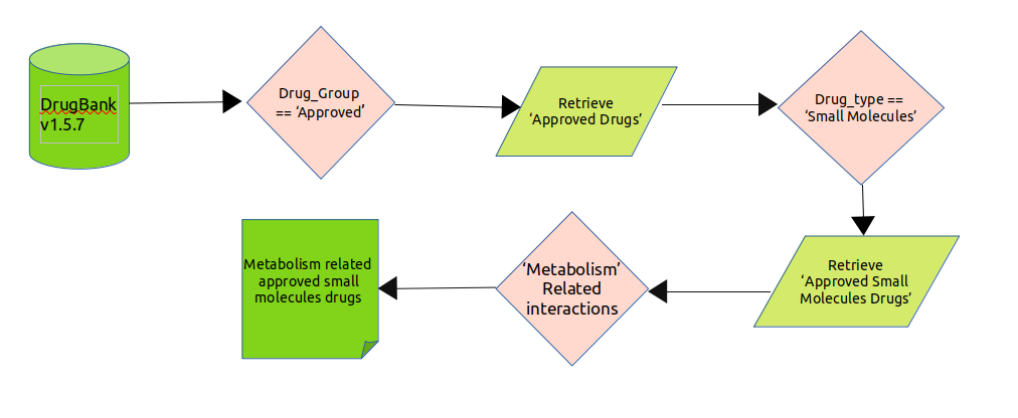 DrugBank
v1.5.7
Drug_Group
== ‘Approved’
Retrieve
‘Approved Drugs’
Drug_type ==
‘Small Molecules’
Retrieve
‘Approved Small
Molecules Drugs’
‘Metabolism’
Related
interactions
Metabolism related
approved small
molecules drugs